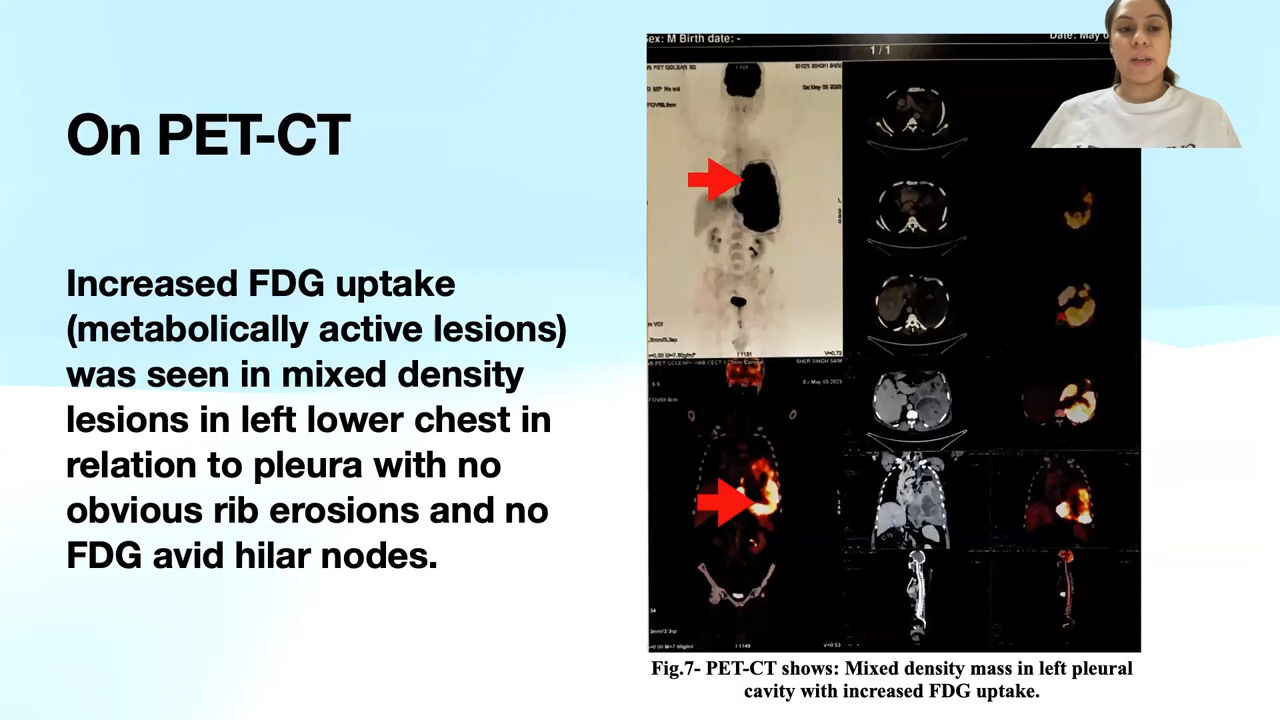 On PET-CT
Increased FDG uptake
(metabolically active lesions)
was seen in mixed density
lesions in left lower chest in
relation to pleura with no
obvious rib erosions and no
FDG avid hilar nodes.
Sex: M Birth date: -
Date: May
1 / 1
Fig.7- PET-CT shows: Mixed density mass in left pleural
cavity with increased FDG uptake.